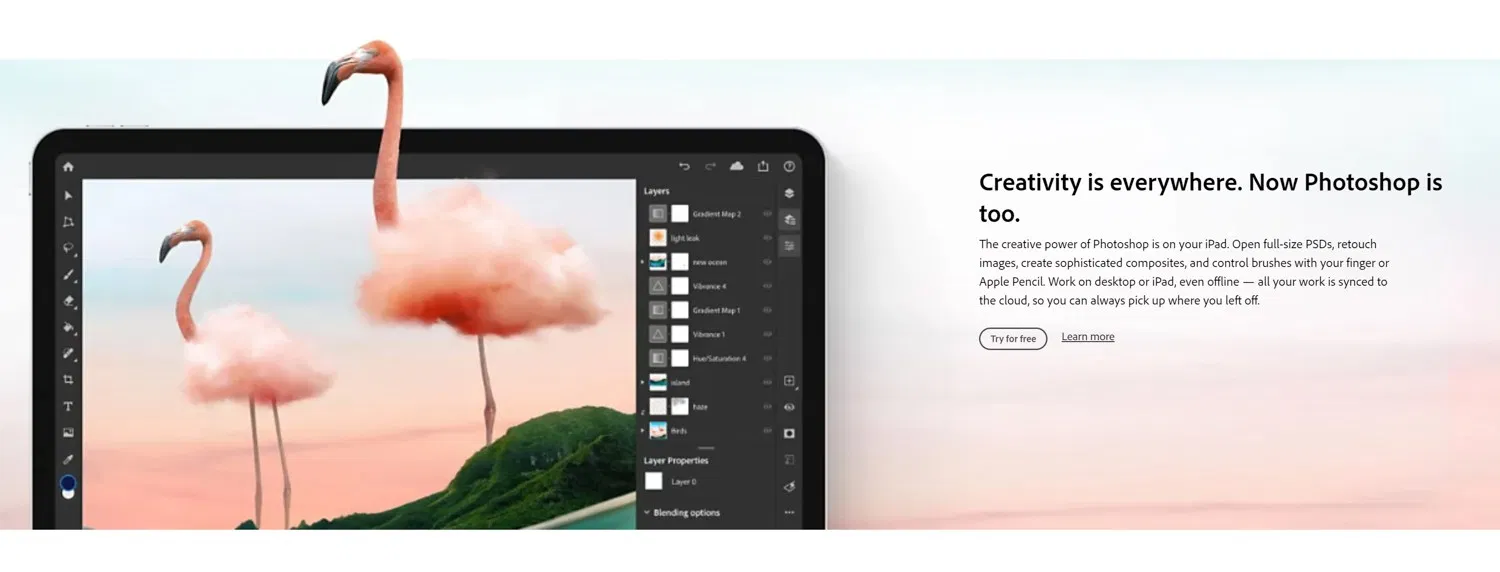 Layers
Gradient Map 2
light leak
new ocean
Vibrance 4
Gradient Map 1
Vibrance 1
Hue/Saturation 4
island
haze
Birds
Layer Properties
Layer 0
Blending options
Creativity is everywhere. Now Photoshop is
too.
The creative power of Photoshop is on your iPad. Open full-size PSDs, retouch
images, create sophisticated composites, and control brushes with your finger or
Apple Pencil. Work on desktop or iPad, even offline — all your work is synced to
the cloud, so you can always pick up where you left off.
Try for free Learn more